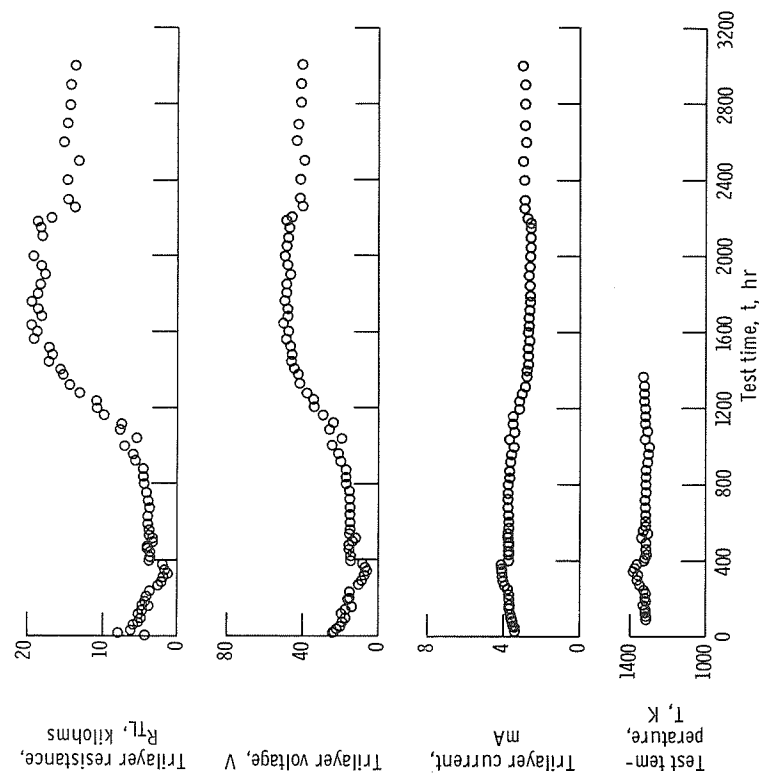 Trilayer resistance,
R_TL, kilohms
20
10
0
Trilayer voltage, V
80
40
0
Trilayer current,
mA
8
4
0
Test tem-
perature,
T, K
1400
1000
0
400
800
1200
1600
2000
2400
2800
3200
Test time, t, hr